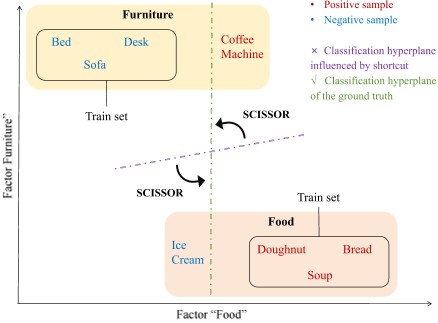 Furniture
• Positive sample
• Negative sample
Bed
Desk
Sofa
Coffee
Machine
× Classification hyperplane
influenced by shortcut
√ Classification hyperplane
of the ground truth
Train set
SCISSOR
SCISSOR
Train set
Food
Ice
Cream
Doughnut
Bread
Soup
Factor Furniture”
Factor “Food”